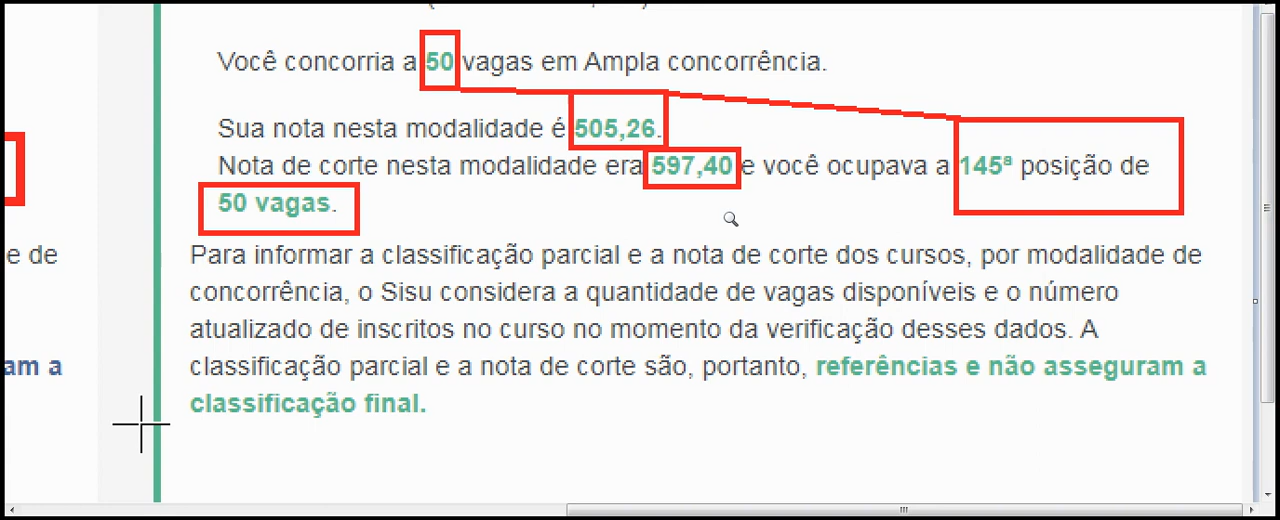 Você concorria a 50 vagas em Ampla concorrência.
Sua nota nesta modalidade é 505,26.
Nota de corte nesta modalidade era 597,40 e você ocupava a 145ª posição de
50 vagas.
e de
Para informar a classificação parcial e a nota de corte dos cursos, por modalidade de
concorrência, o Sisu considera a quantidade de vagas disponíveis e o número
atualizado de inscritos no curso no momento da verificação desses dados. A
am a
classificação parcial e a nota de corte são, portanto, referências e não asseguram a
classificação final.